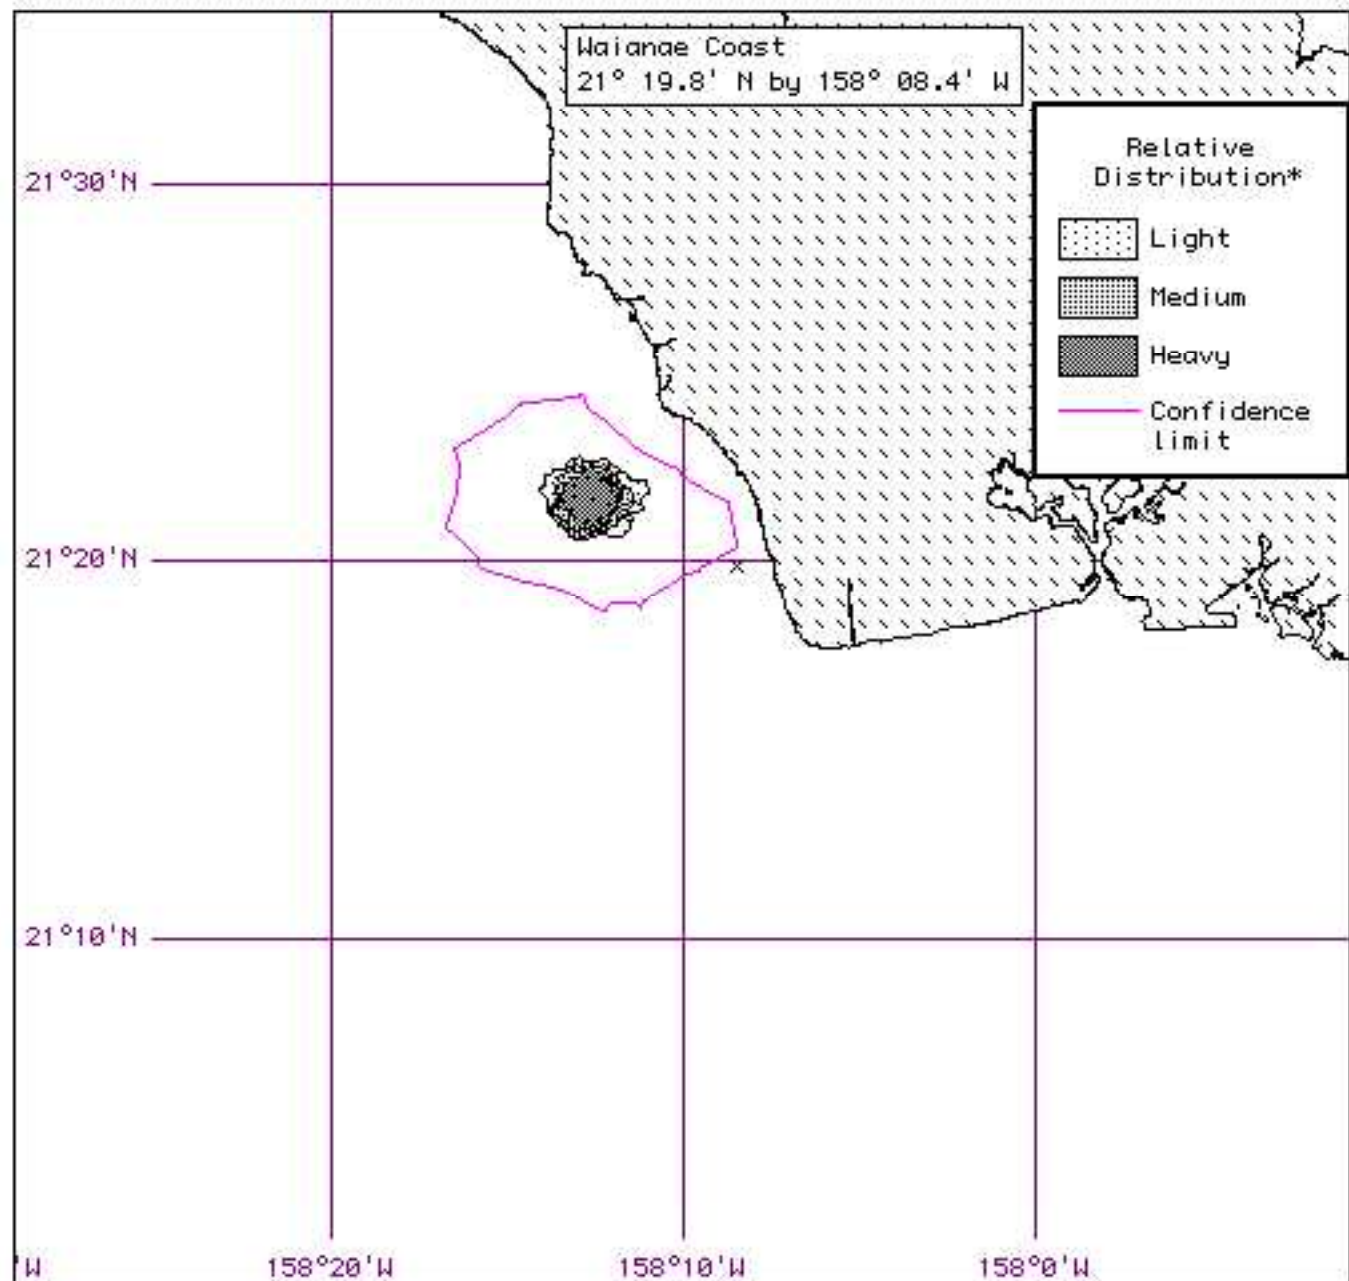 Waianae Coast
21° 19.8' N by 158° 08.4' W
Relative
Distribution*
Light
Medium
Heavy
Confidence
limit
21°30'N
21°20'N
21°10'N
'W
158°20'W
158°10'W
158°0'W